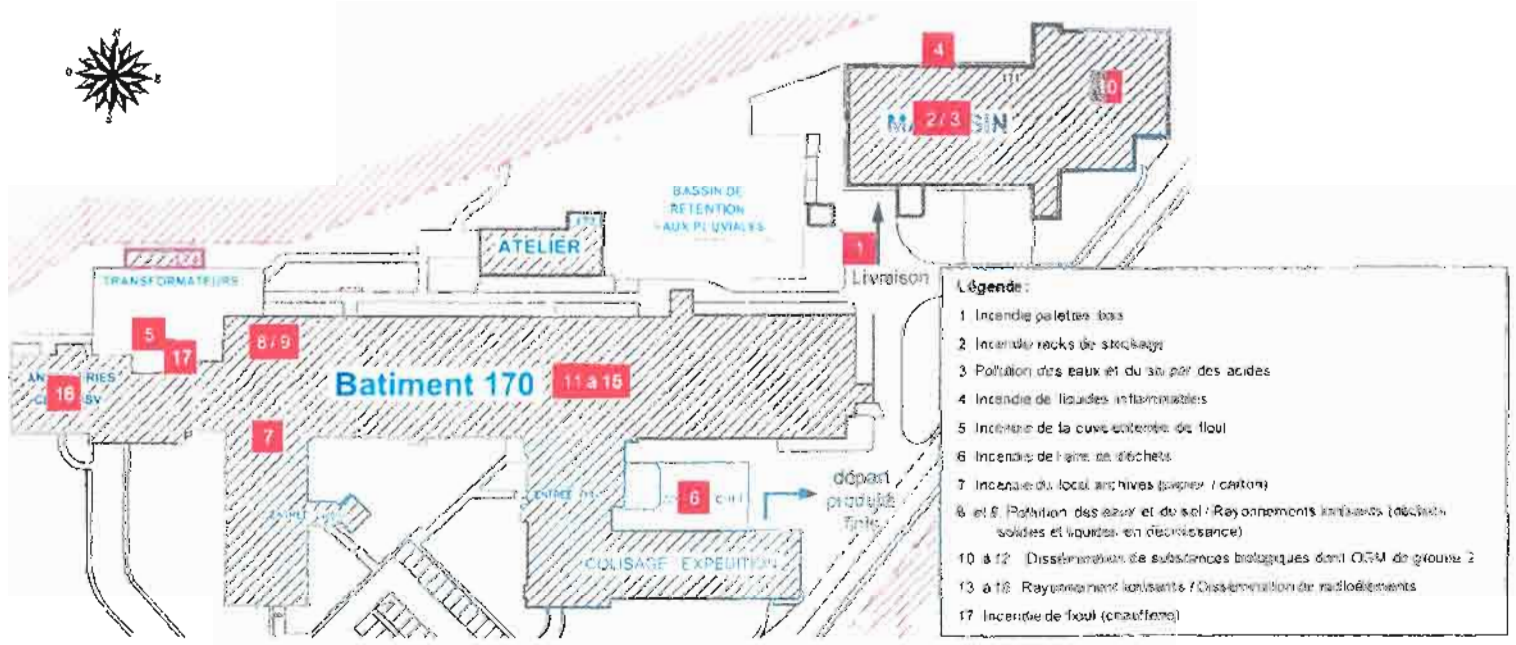 N
O
E
S
4
171
10
2 / 3
BASSIN DE
RETENTION
EAUX PLUVIALES
ATELIER
1
Livraison
TRANSFORMATEURS
5
17
8 / 9
Batiment 170
11 à 15
16
7
ENTREE
6
départ
produits
finis
ENTREE
COLISAGE EXPEDITION
Légende :
1 Incendie palettes bois
2 Incendie racks de stockage
3 Pollution des eaux et du sol par des acides
4 Incendie de liquides inflammables
5 Incendie de la cuve enterrée de fioul
6 Incendie de l'aire de déchets
7 Incendie du local archives (papier / carton)
8 et 9 Pollution des eaux et du sol / Rayonnements ionisants (déchets
solides et liquides en décroissance)
10 à 12 Dissémination de substances biologiques dont OGM de groupe 2
13 à 16 Rayonnement ionisants / Dissémination de radioéléments
17 Incendie de fioul (chaufferie)